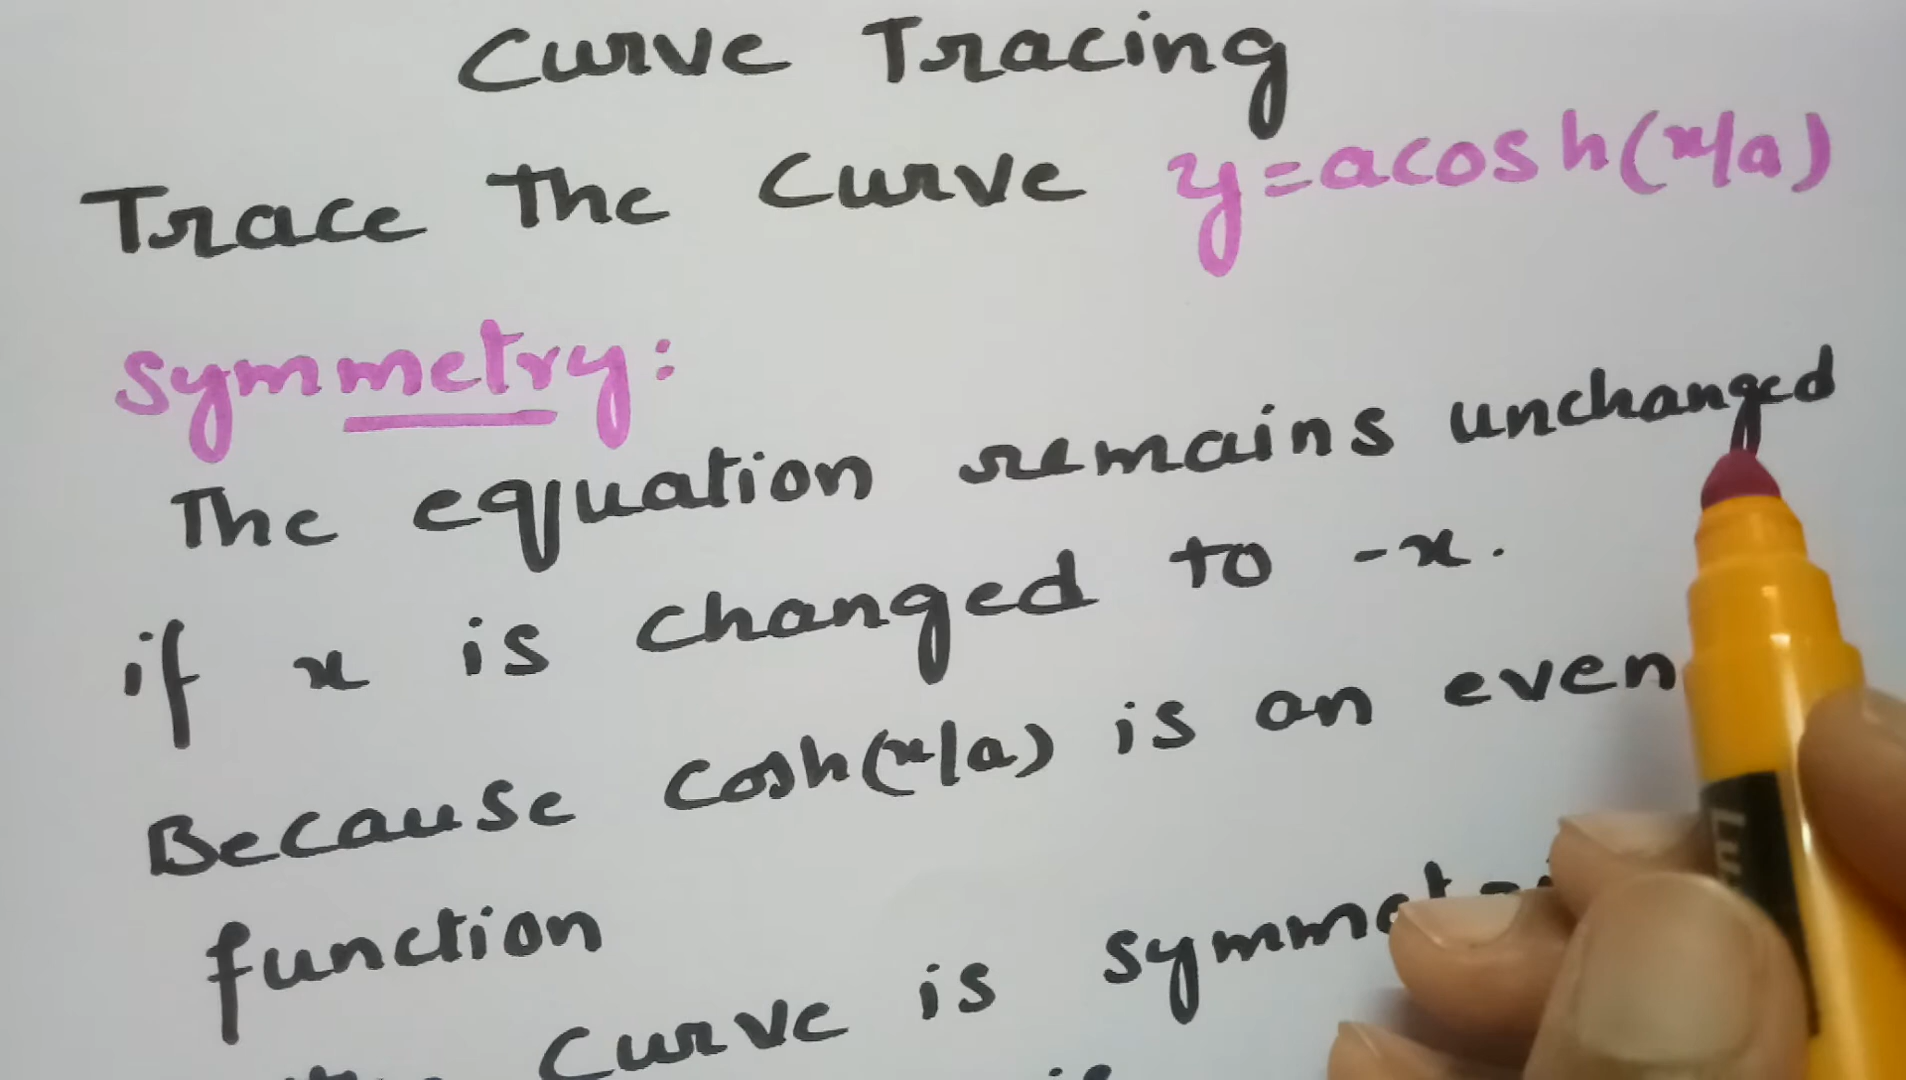 Curve Tracing
Trace the Curve y=acosh(x/a)
Symmetry:
The equation remains unchanged
if x is changed to -x.
Because cosh(x/a) is an even
function
Curve is